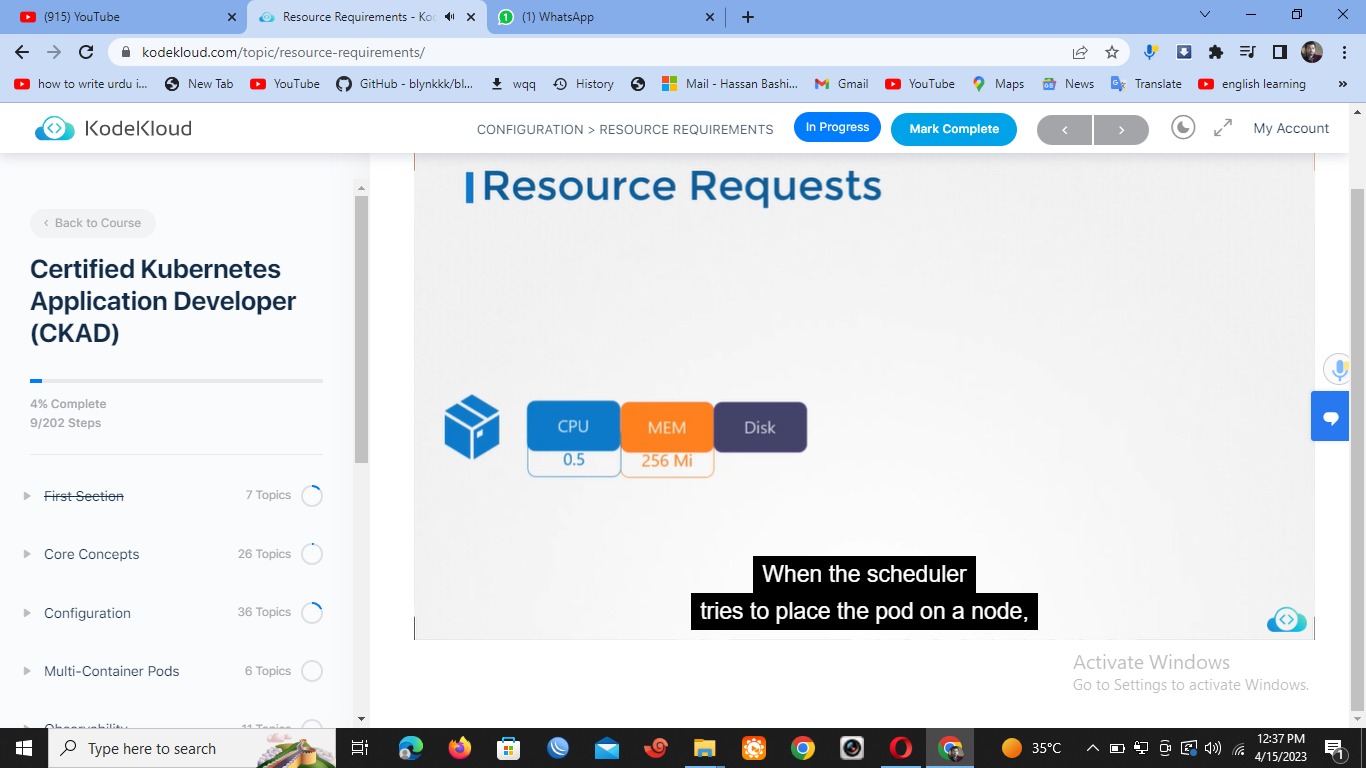 (915) YouTube
Resource Requirements - Ko
(1) WhatsApp
kodekloud.com/topic/resource-requirements/
how to write urdu i...
New Tab
YouTube
GitHub - blynkkk/bl...
wqq
History
Mail - Hassan Bashi...
Gmail
YouTube
Maps
News
Translate
english learning
»
KodeKloud
CONFIGURATION > RESOURCE REQUIREMENTS
In Progress
Mark Complete
My Account
Back to Course
Certified Kubernetes
Application Developer
(CKAD)
4% Complete
9/202 Steps
First Section
7 Topics
Core Concepts
26 Topics
Configuration
36 Topics
Multi-Container Pods
6 Topics
Observability
11 Topics
Resource Requests
CPU
MEM
Disk
0.5
256 Mi
When the scheduler
tries to place the pod on a node,
Activate Windows
Go to Settings to activate Windows.
Type here to search
35°C
12:37 PM
4/15/2023
1